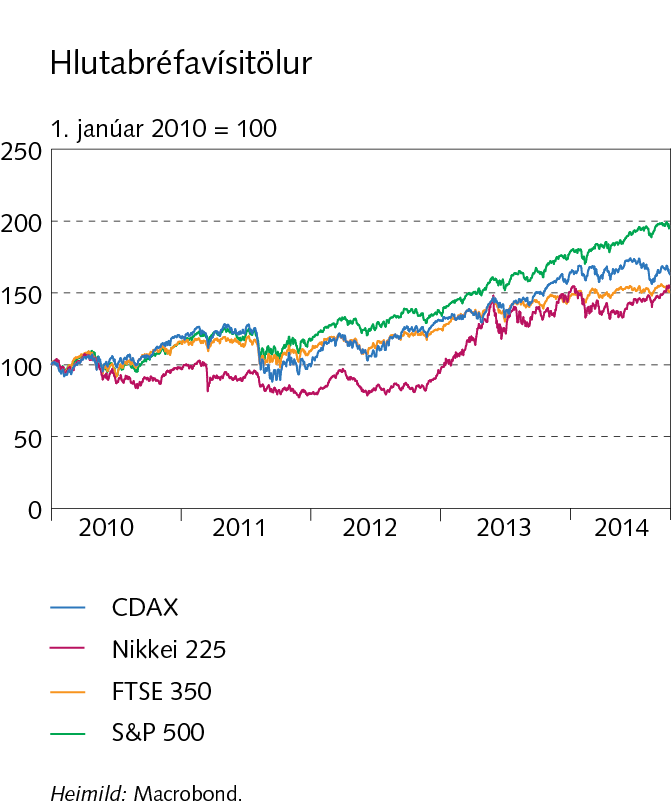 Hlutabréfavísitölur
1. janúar 2010 = 100
250
200
150
100
50
0
2010 2011 2012 2013 2014
CDAX
Nikkei 225
FTSE 350
S&P 500
Heimild: Macrobond.